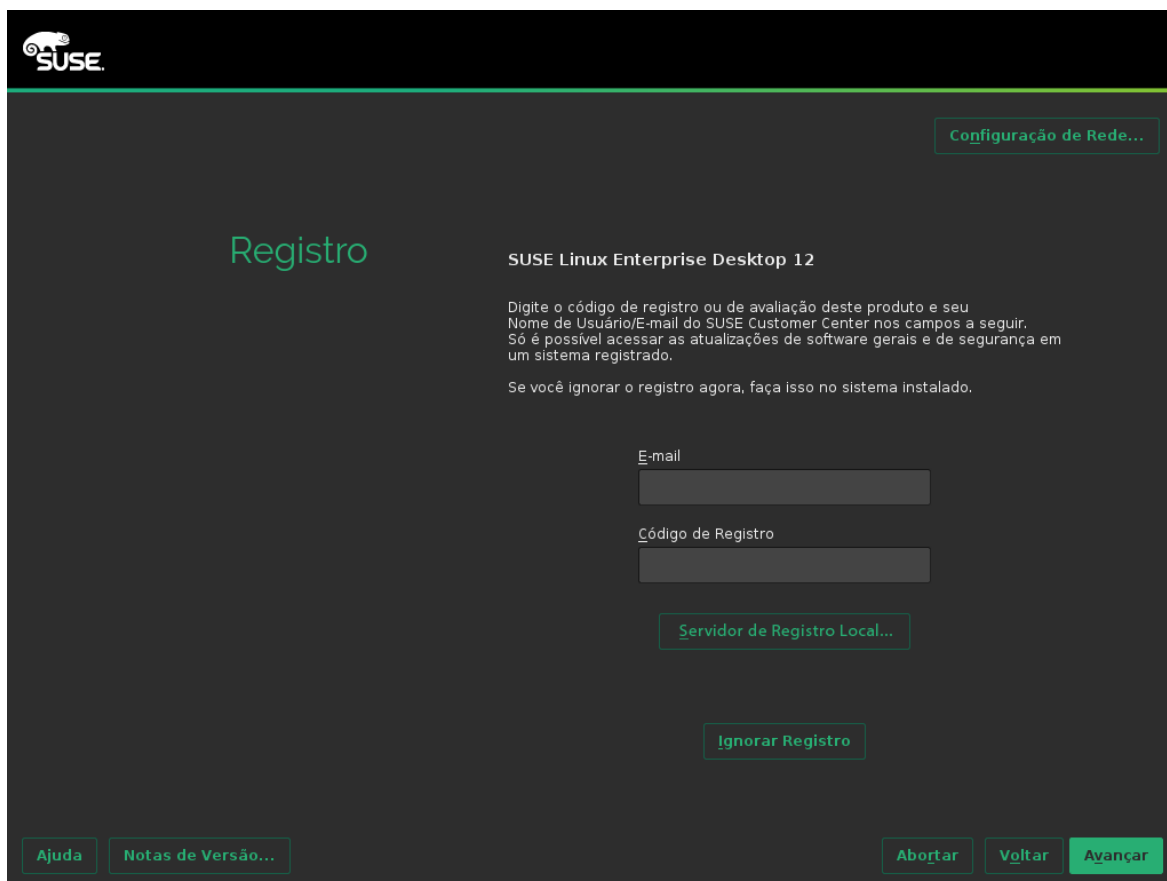 SUSE.
Configuração de Rede...
Registro
SUSE Linux Enterprise Desktop 12
Digite o código de registro ou de avaliação deste produto e seu
Nome de Usuário/E-mail do SUSE Customer Center nos campos a seguir.
Só é possível acessar as atualizações de software gerais e de segurança em
um sistema registrado.
Se você ignorar o registro agora, faça isso no sistema instalado.
E-mail
Código de Registro
Servidor de Registro Local...
Ignorar Registro
Ajuda
Notas de Versão...
Abortar
Voltar
Avançar